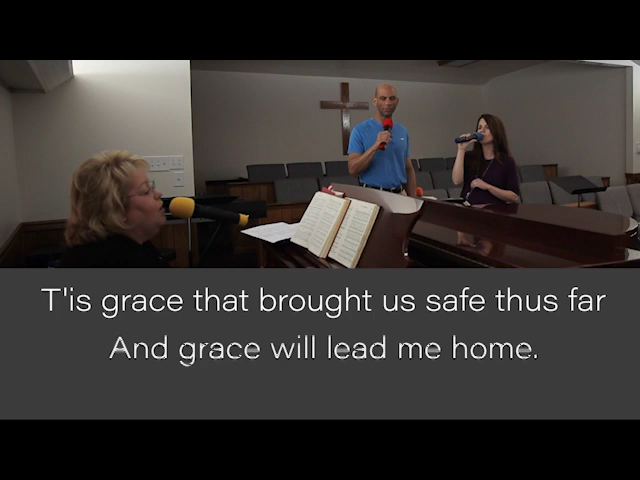 T'is grace that brought us safe thus far
And grace will lead me home.